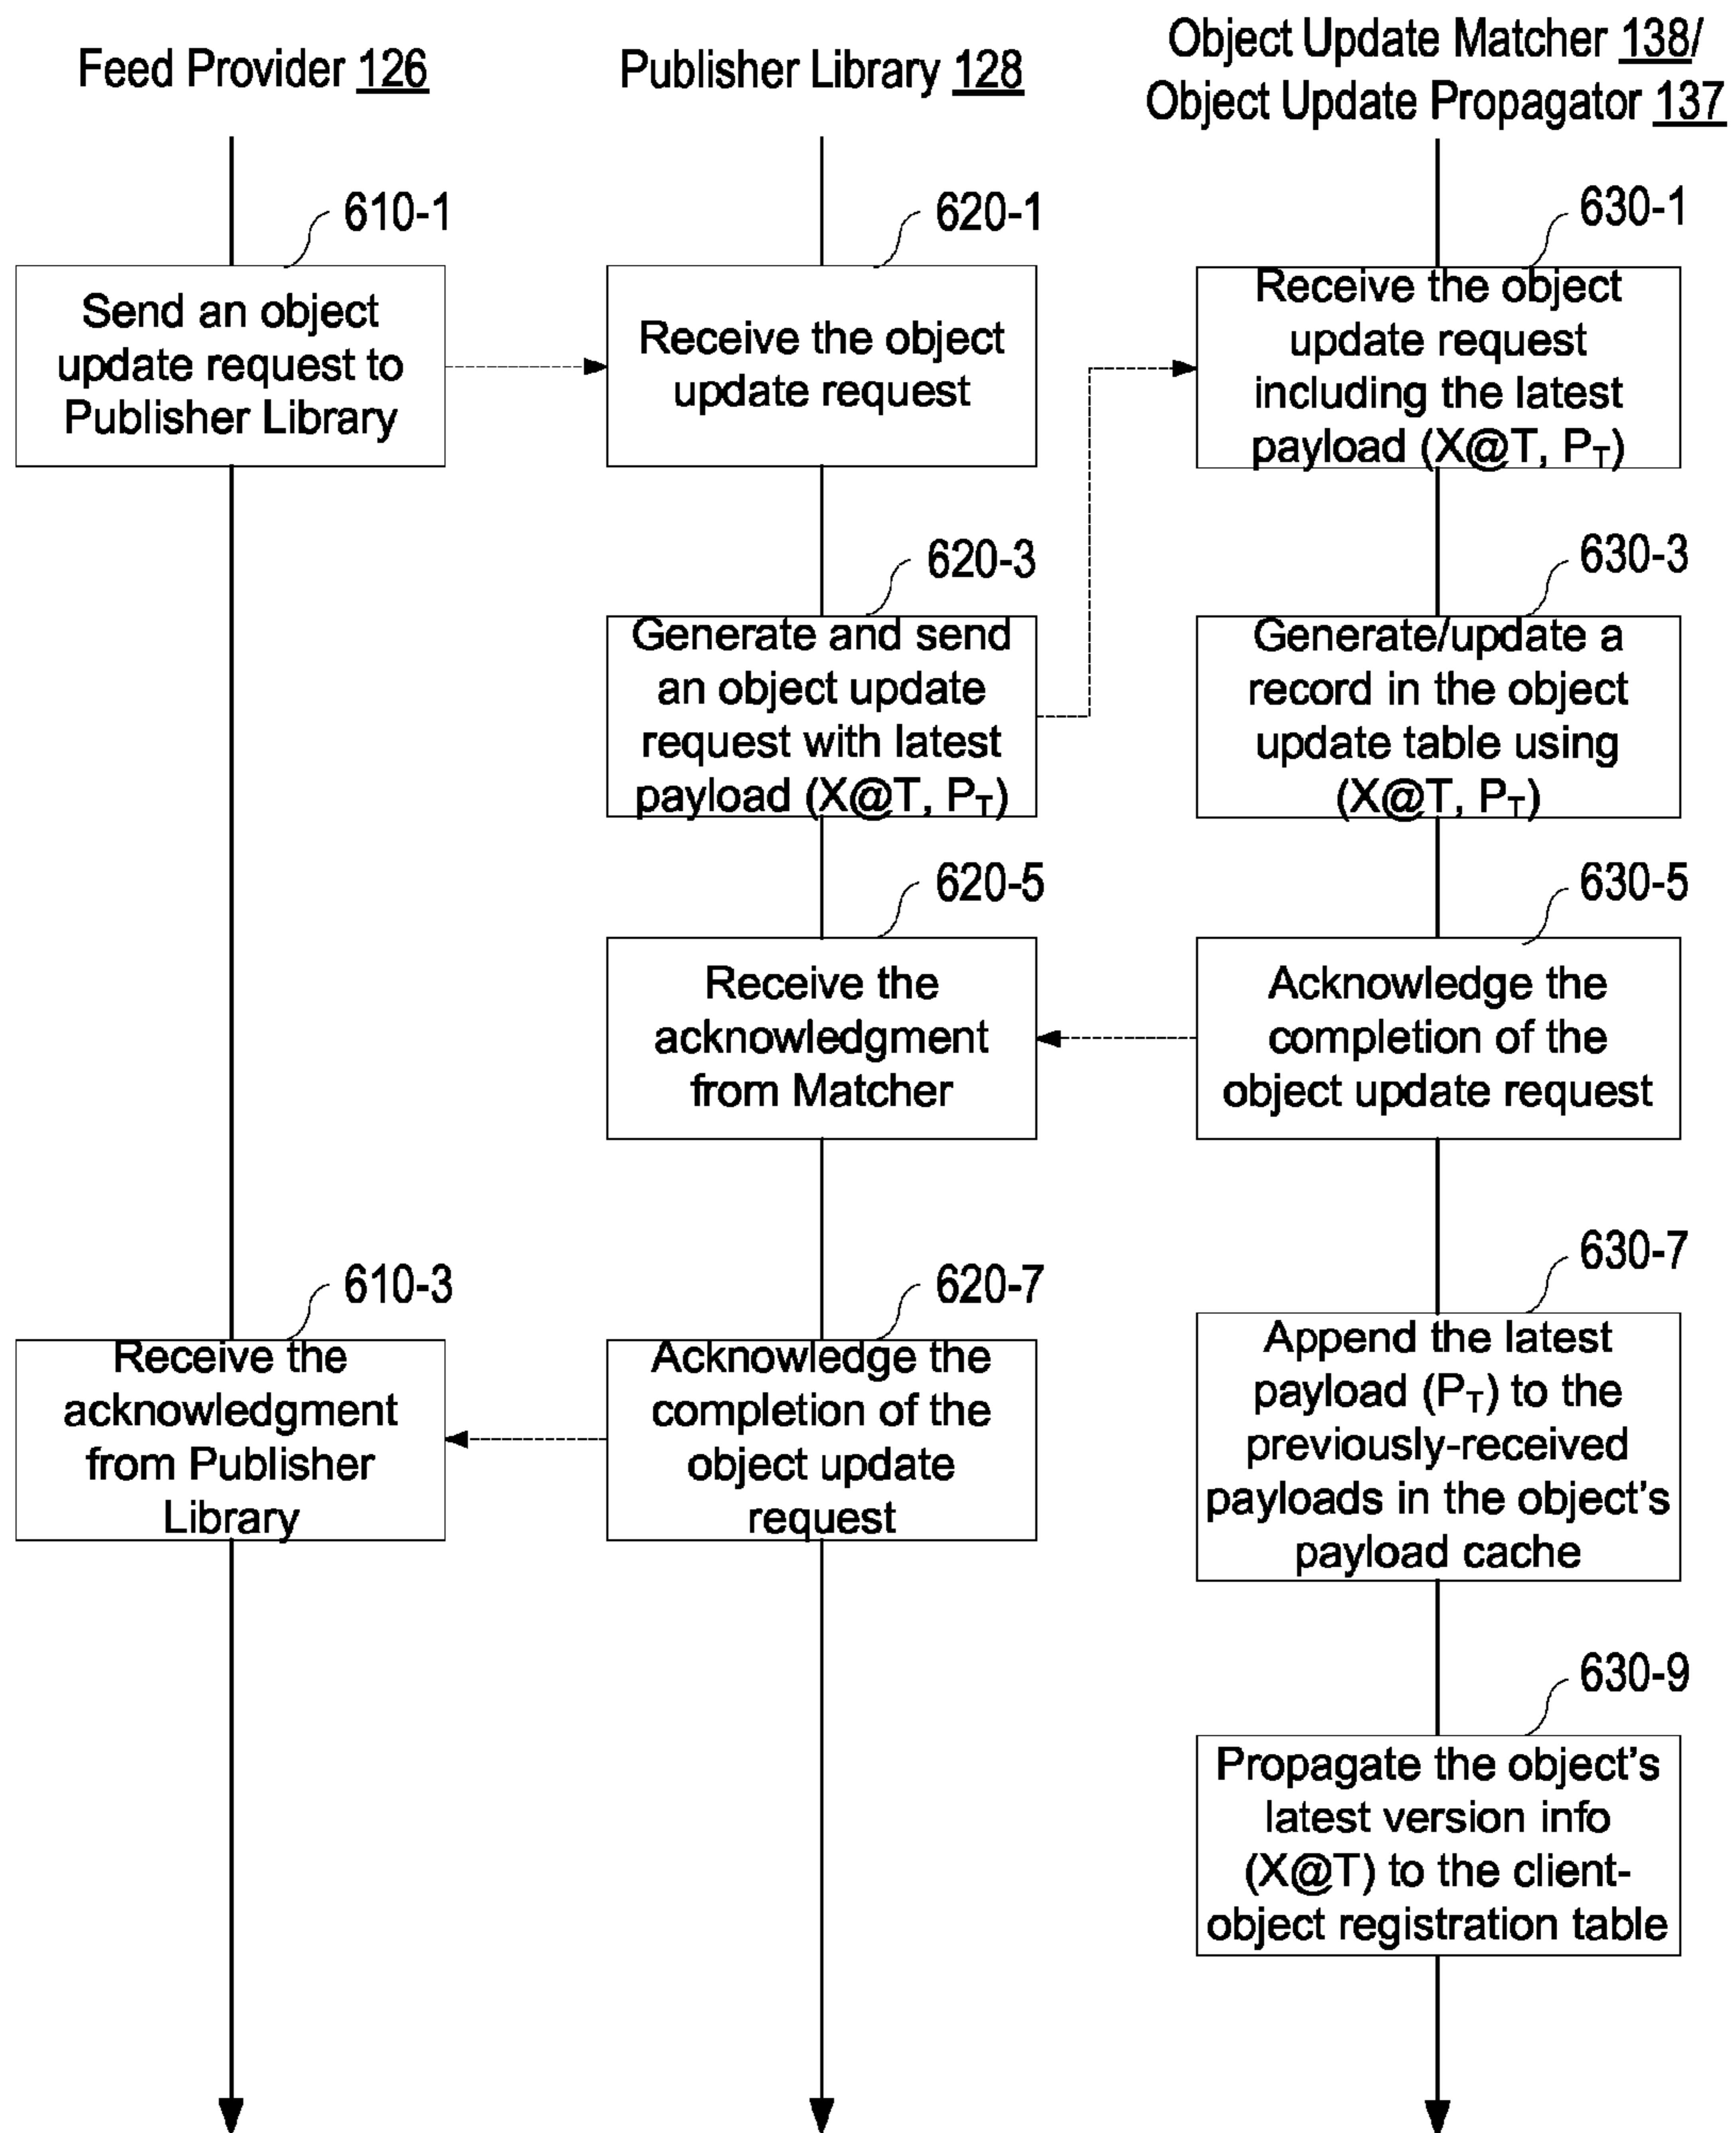 Feed Provider 126
Publisher Library 128
Object Update Matcher 138/
Object Update Propagator 137
610-1
Send an object
update request to
Publisher Library
620-1
Receive the object
update request
630-1
Receive the object
update request
including the latest
payload (X@T, PT)
620-3
Generate and send
an object update
request with latest
payload (X@T, PT)
630-3
Generate/update a
record in the object
update table using
(X@T, PT)
620-5
Receive the
acknowledgment
from Matcher
630-5
Acknowledge the
completion of the
object update request
610-3
Receive the
acknowledgment
from Publisher
Library
620-7
Acknowledge the
completion of the
object update
request
630-7
Append the latest
payload (PT) to the
previously-received
payloads in the object's
payload cache
630-9
Propagate the object's
latest version info
(X@T) to the client-
object registration table